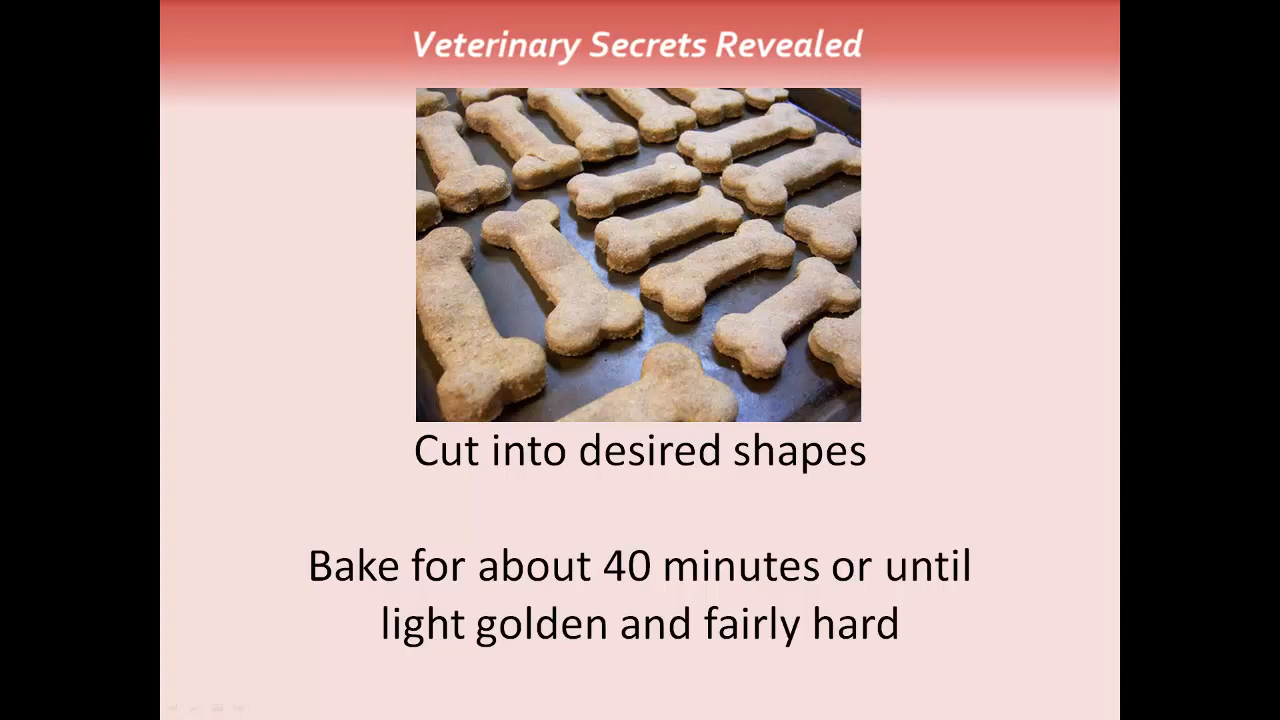 Veterinary Secrets Revealed
Cut into desired shapes
Bake for about 40 minutes or until
light golden and fairly hard